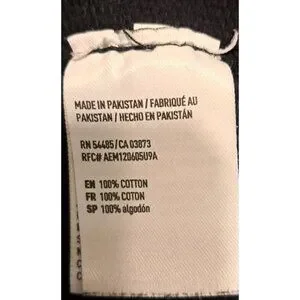 MADE IN PAKISTAN / FABRIQUÉ AU
PAKISTAN / HECHO EN PAKISTÁN
RN 54485 / CA 03873
RFC# AEM120605U9A
EN 100% COTTON
FR 100% COTON
SP 100% algodón